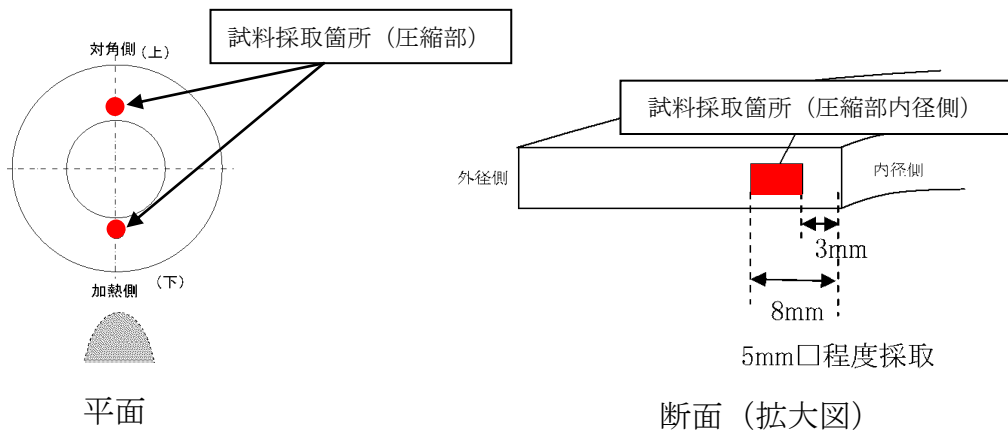 試料採取箇所（圧縮部）
対角側（上）
（下）
加熱側
平面
試料採取箇所（圧縮部内径側）
外径側
内径側
3mm
8mm
5mm□程度採取
断面（拡大図）